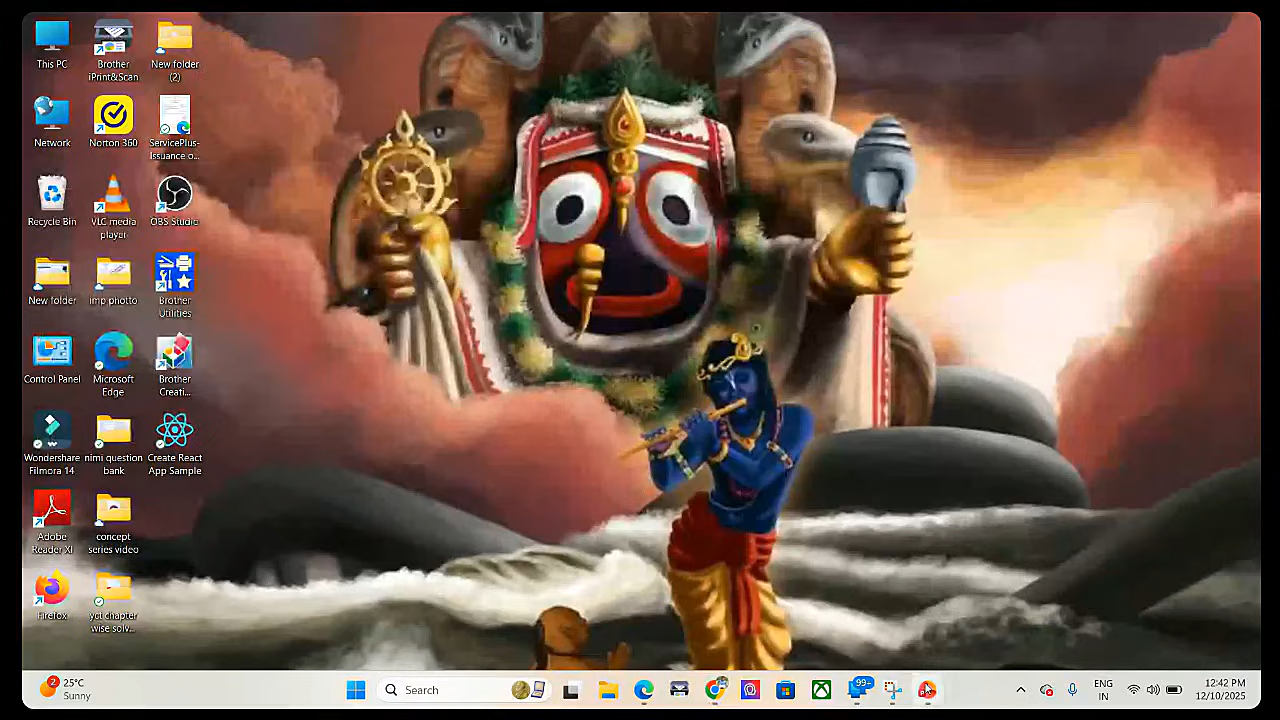 This PC
Brother
iPrint&Scan
New folder
(2)
Network
Norton 360
ServicePlus-
Issuance o...
Recycle Bin
VLC media
player
OBS Studio
New folder
imp photto
Brother
Utilities
Control Panel
Microsoft
Edge
Brother
Creati...
Wondershare
Filmora 14
nimi question
bank
Create React
App Sample
Adobe
Reader XI
concept
series video
Firefox
yct chapter
wise solv...
2
25°C
Sunny
Search
99+
ENG
IN
12:42 PM
12/10/2025